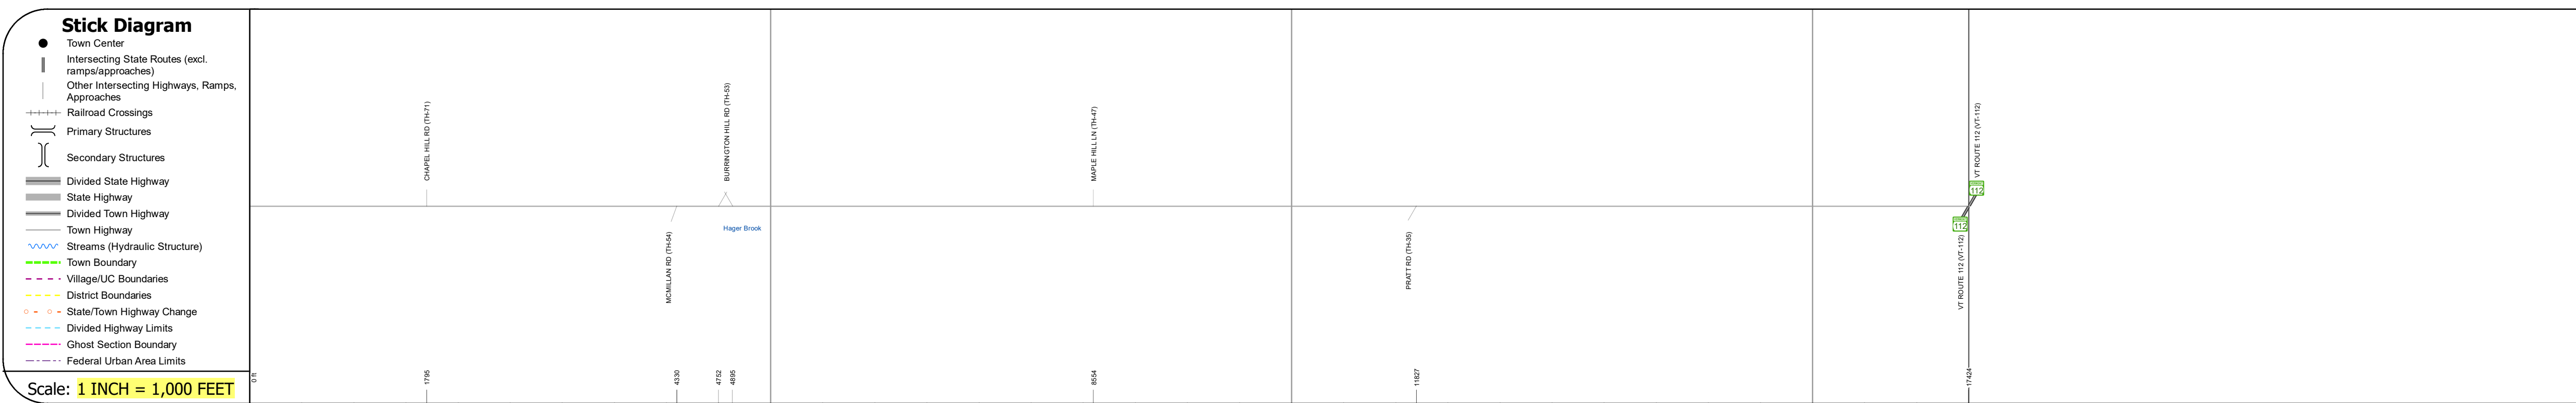 Stick Diagram
Town Center
Intersecting State Routes (excl.
ramps/approaches)
Other Intersecting Highways, Ramps,
Approaches
Railroad Crossings
Primary Structures
Secondary Structures
Divided State Highway
State Highway
Divided Town Highway
Town Highway
Streams (Hydraulic Structure)
Town Boundary
Village/UC Boundaries
District Boundaries
State/Town Highway Change
Divided Highway Limits
Ghost Section Boundary
Federal Urban Area Limits
Scale: 1 INCH = 1,000 FEET
CHAPEL HILL RD (TH-71)
BURRINGTON HILL RD (TH-53)
MAPLE HILL LN (TH-47)
VT ROUTE 112 (VT-112)
112
112
Hager Brook
MCMILLAN RD (TH-54)
PRATT RD (TH-35)
VT ROUTE 112 (VT-112)
0 ft
1795
4330
4752
4895
8554
11827
17424